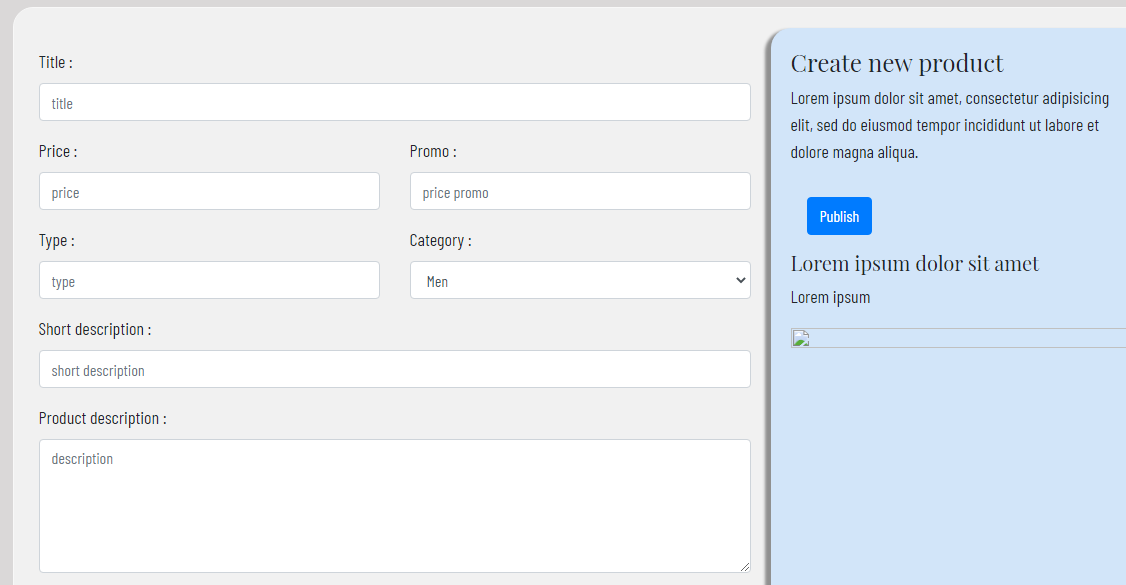 Title :
title
Price :
Promo :
price
price promo
Type :
Category :
type
Men
Short description :
short description
Product description :
description
Create new product
Lorem ipsum dolor sit amet, consectetur adipisicing
elit, sed do eiusmod tempor incididunt ut labore et
dolore magna aliqua.
Publish
Lorem ipsum dolor sit amet
Lorem ipsum